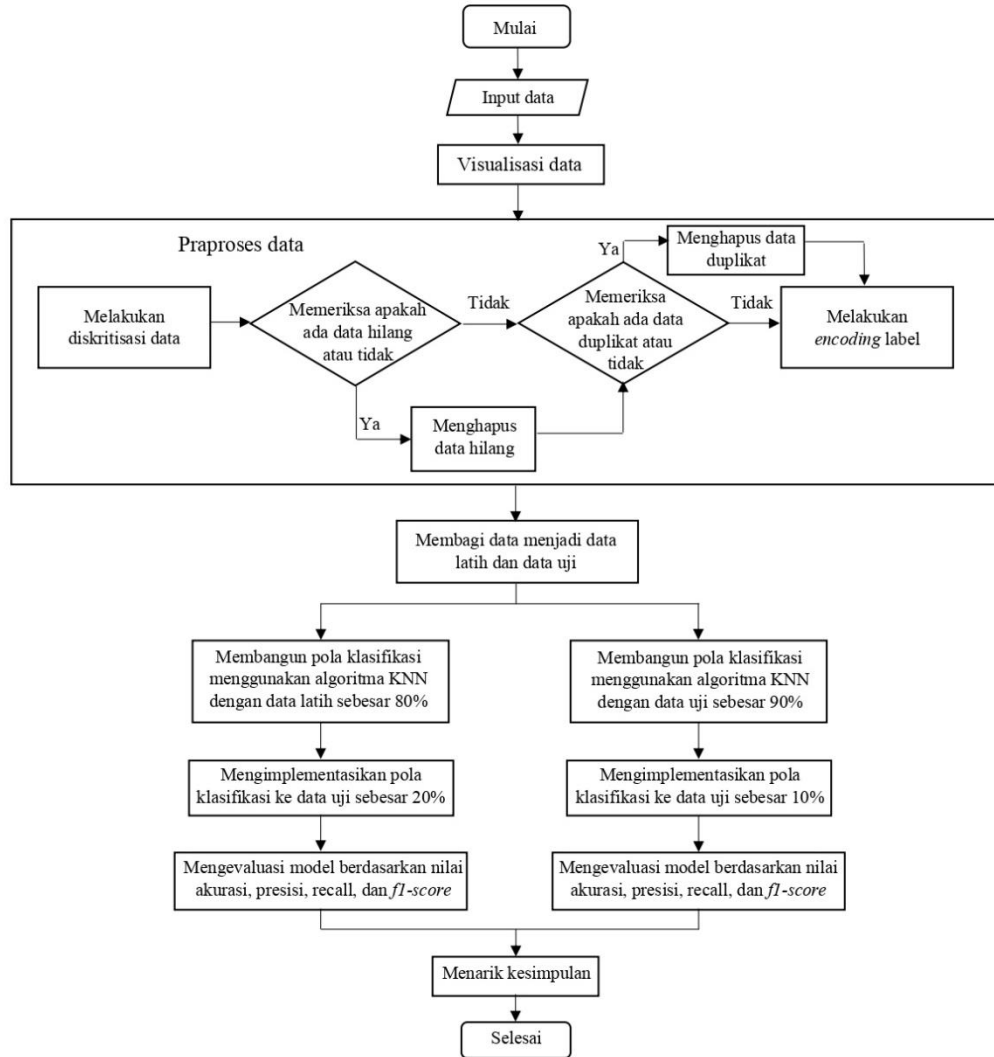 Mulai
Input data
Visualisasi data
Praproses data
Melakukan
diskritisasi data
Memeriksa apakah
ada data hilang
atau tidak
Tidak
Ya
Menghapus
data hilang
Memeriksa
apakah ada data
duplikat atau
tidak
Ya
Menghapus data
duplikat
Tidak
Melakukan
encoding label
Membagi data menjadi data
latih dan data uji
Membangun pola klasifikasi
menggunakan algoritma KNN
dengan data latih sebesar 80%
Mengimplementasikan pola
klasifikasi ke data uji sebesar 20%
Mengevaluasi model berdasarkan nilai
akurasi, presisi, recall, dan f1-score
Membangun pola klasifikasi
menggunakan algoritma KNN
dengan data uji sebesar 90%
Mengimplementasikan pola
klasifikasi ke data uji sebesar 10%
Mengevaluasi model berdasarkan nilai
akurasi, presisi, recall, dan f1-score
Menarik kesimpulan
Selesai